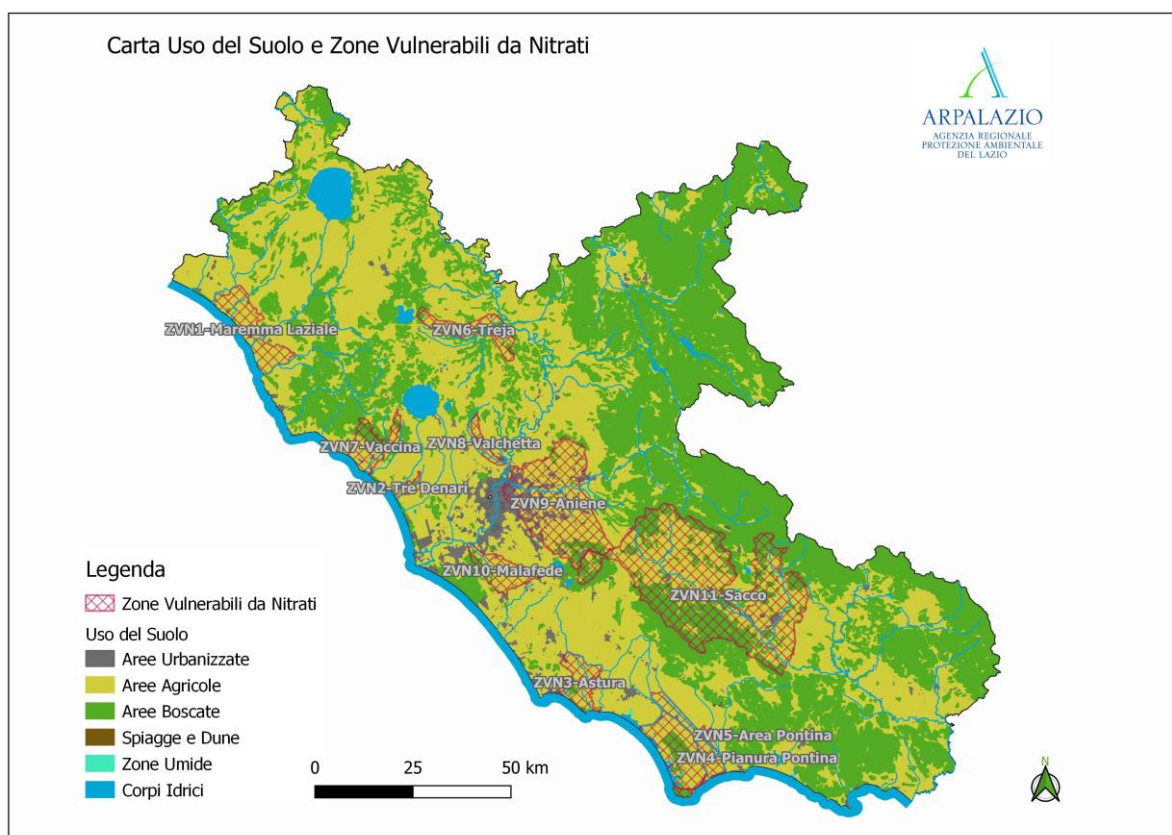 Carta Uso del Suolo e Zone Vulnerabili da Nitrati
ARPALAZIO
AGENZIA REGIONALE
PROTEZIONE AMBIENTALE
DEL LAZIO
ZVN1-Maremma Laziale
ZVN6-Treja
ZVN7-Vaccina
ZVN8-Valchetta
ZVN2-Tre Denari
ZVN9-Aniene
ZVN10-Malafede
ZVN11-Sacco
ZVN3-Astura
ZVN5-Area Pontina
ZVN4-Pianura Pontina
Legenda
Zone Vulnerabili da Nitrati
Uso del Suolo
Aree Urbanizzate
Aree Agricole
Aree Boscate
Spiagge e Dune
Zone Umide
Corpi Idrici
0 25 50 km
N